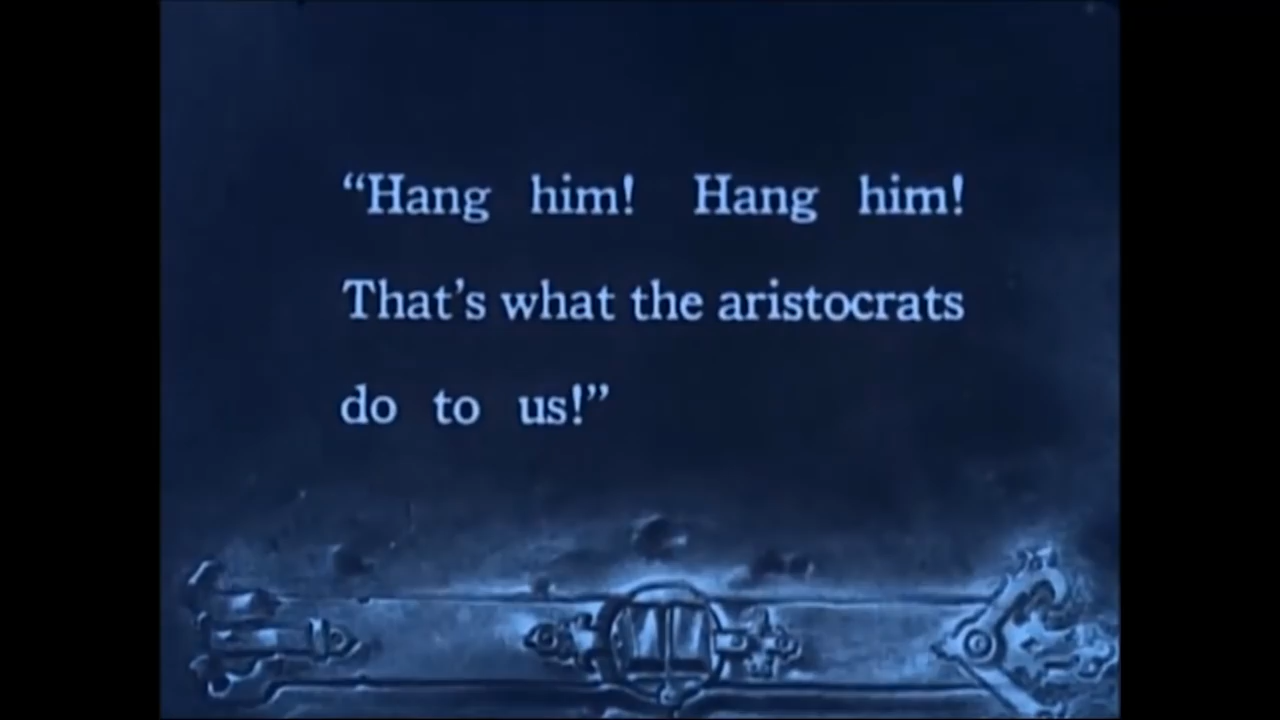 “Hang him! Hang him!
That’s what the aristocrats
do to us!”